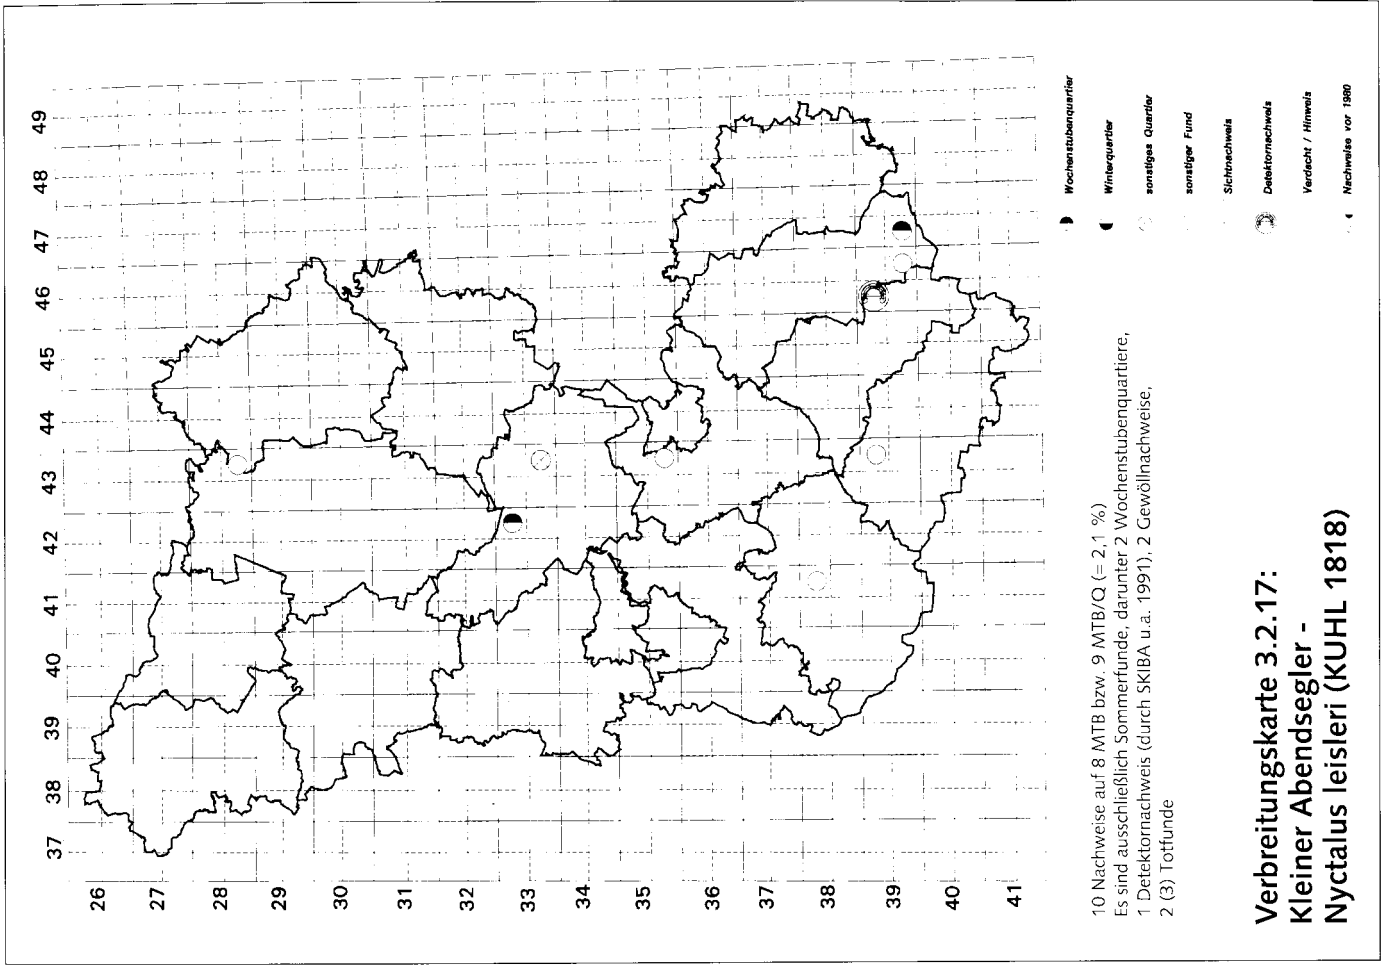 49
48
47
46
45
44
43
42
41
40
39
38
37
26
27
28
29
30
31
32
33
34
35
36
37
38
39
40
41
Wochenstubenquartier
Winterquartier
sonstiges Quartier
sonstiger Fund
Sichtnachweis
Detektornachweis
Verdacht / Hinweis
Nachweise vor 1980
10 Nachweise auf 8 MTB bzw. 9 MTB/Q (= 2,1 %)
Es sind ausschließlich Sommerfunde, darunter 2 Wochenstubenquartiere,
1 Detektornachweis (durch SKIBA u.a. 1991), 2 Gewöllnachweise,
2 (3) Totfunde
Verbreitungskarte 3.2.17:
Kleiner Abendsegler -
Nyctalus leisleri (KUHL 1818)